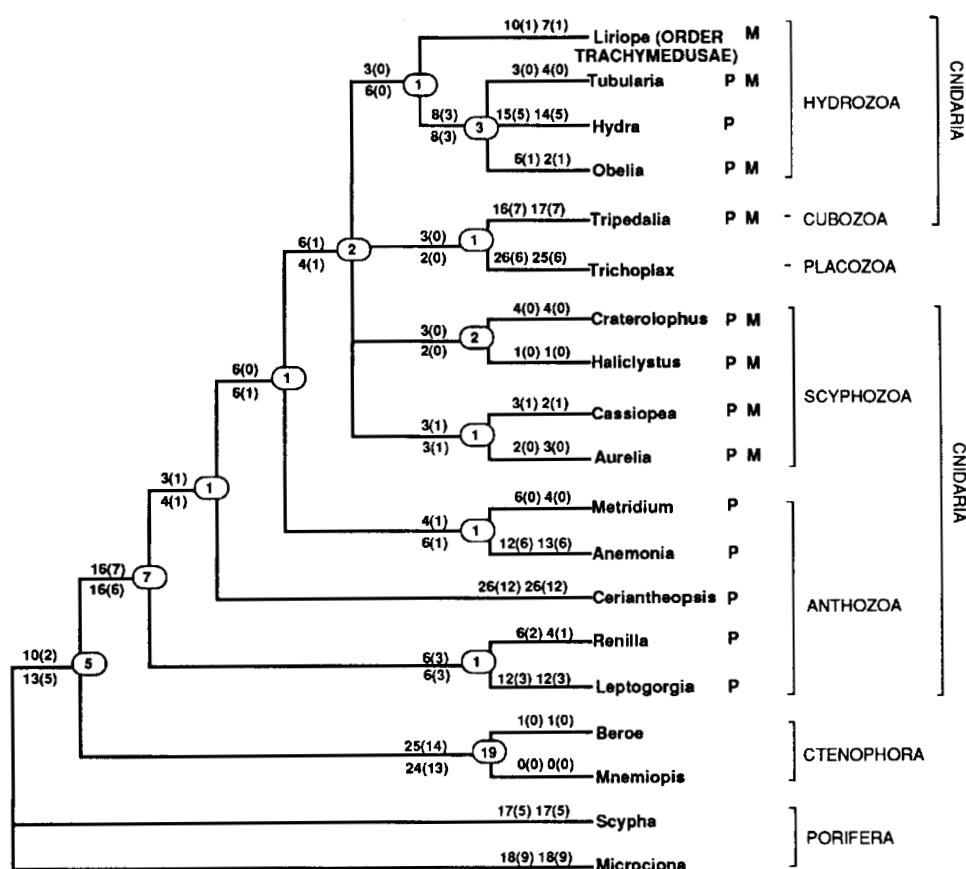 10(1) 7(1)
Liriope (ORDER TRACHYMEDUSAE) M
3(0)
6(0)
1
3(0) 4(0)
Tubularia P M
HYDROZOA
CNIDARIA
8(3)
8(3)
3
15(5) 14(5)
Hydra P
6(1) 2(1)
Obelia P M
16(7) 17(7)
Tripedalia P M - CUBOZOA
6(1)
4(1)
2
3(0)
2(0)
1
26(6) 25(6)
Trichoplax - PLACOZOA
4(0) 4(0)
Craterolophus P M
3(0)
2(0)
2
1(0) 1(0)
Haliclystus P M
6(0)
6(1)
1
SCYPHOZOA
3(1) 2(1)
Cassiopea P M
3(1)
3(1)
1
2(0) 3(0)
Aurelia P M
CNIDARIA
3(1)
4(1)
1
6(0) 4(0)
Metridium P
4(1)
6(1)
1
12(6) 13(6)
Anemonia P
16(7)
16(6)
7
26(12) 26(12)
Ceriantheopsis P
ANTHOZOA
6(2) 4(1)
Renilla P
10(2)
13(5)
5
6(3)
6(3)
1
12(3) 12(3)
Leptogorgia P
1(0) 1(0)
Beroe
25(14)
24(13)
19
CTENOPHORA
0(0) 0(0)
Mnemiopis
17(5) 17(5)
Scypha
PORIFERA
18(9) 18(9)
Microciona